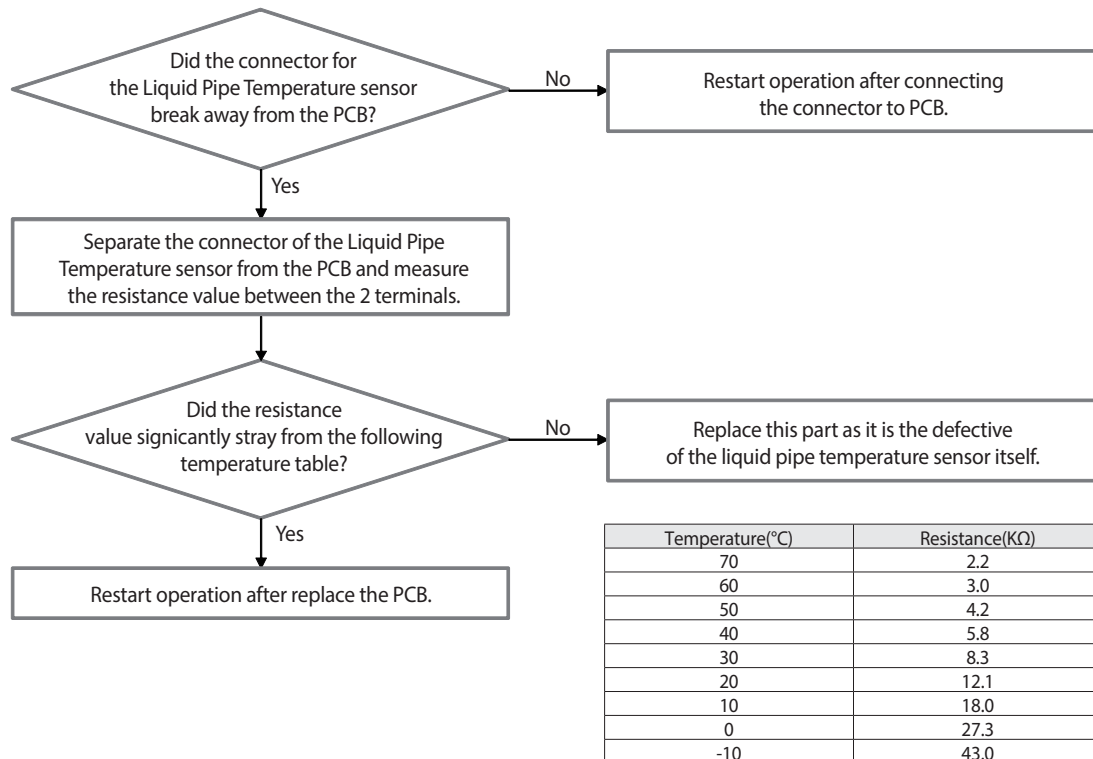 Did the connector for
the Liquid Pipe Temperature sensor
break away from the PCB?
No
Restart operation after connecting
the connector to PCB.
Yes
Separate the connector of the Liquid Pipe
Temperature sensor from the PCB and measure
the resistance value between the 2 terminals.
Did the resistance
value signicantly stray from the following
temperature table?
No
Replace this part as it is the defective
of the liquid pipe temperature sensor itself.
Yes
Restart operation after replace the PCB.
Temperature(°C) Resistance(KΩ)
70 2.2
60 3.0
50 4.2
40 5.8
30 8.3
20 12.1
10 18.0
0 27.3
-10 43.0